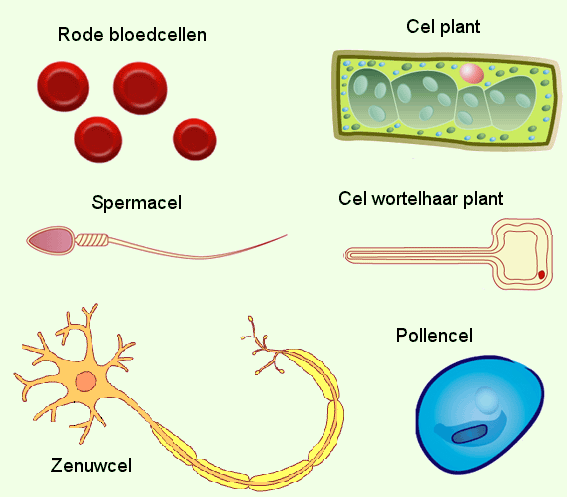 Rode bloedcellen
Cel plant
Spermacel
Cel wortelhaar plant
Zenuwcel
Pollencel